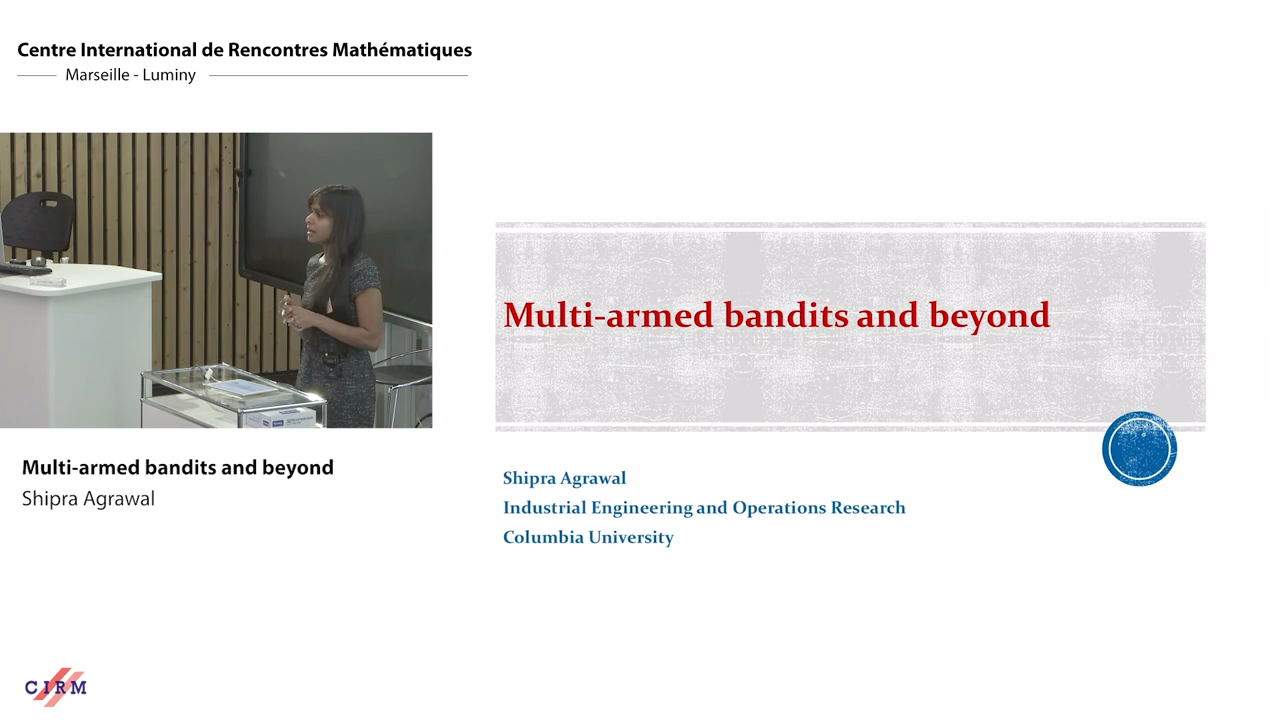 Centre International de Rencontres Mathématiques
Marseille - Luminy
Multi-armed bandits and beyond
Shipra Agrawal
Multi-armed bandits and beyond
Shipra Agrawal
Industrial Engineering and Operations Research
Columbia University
CIRM